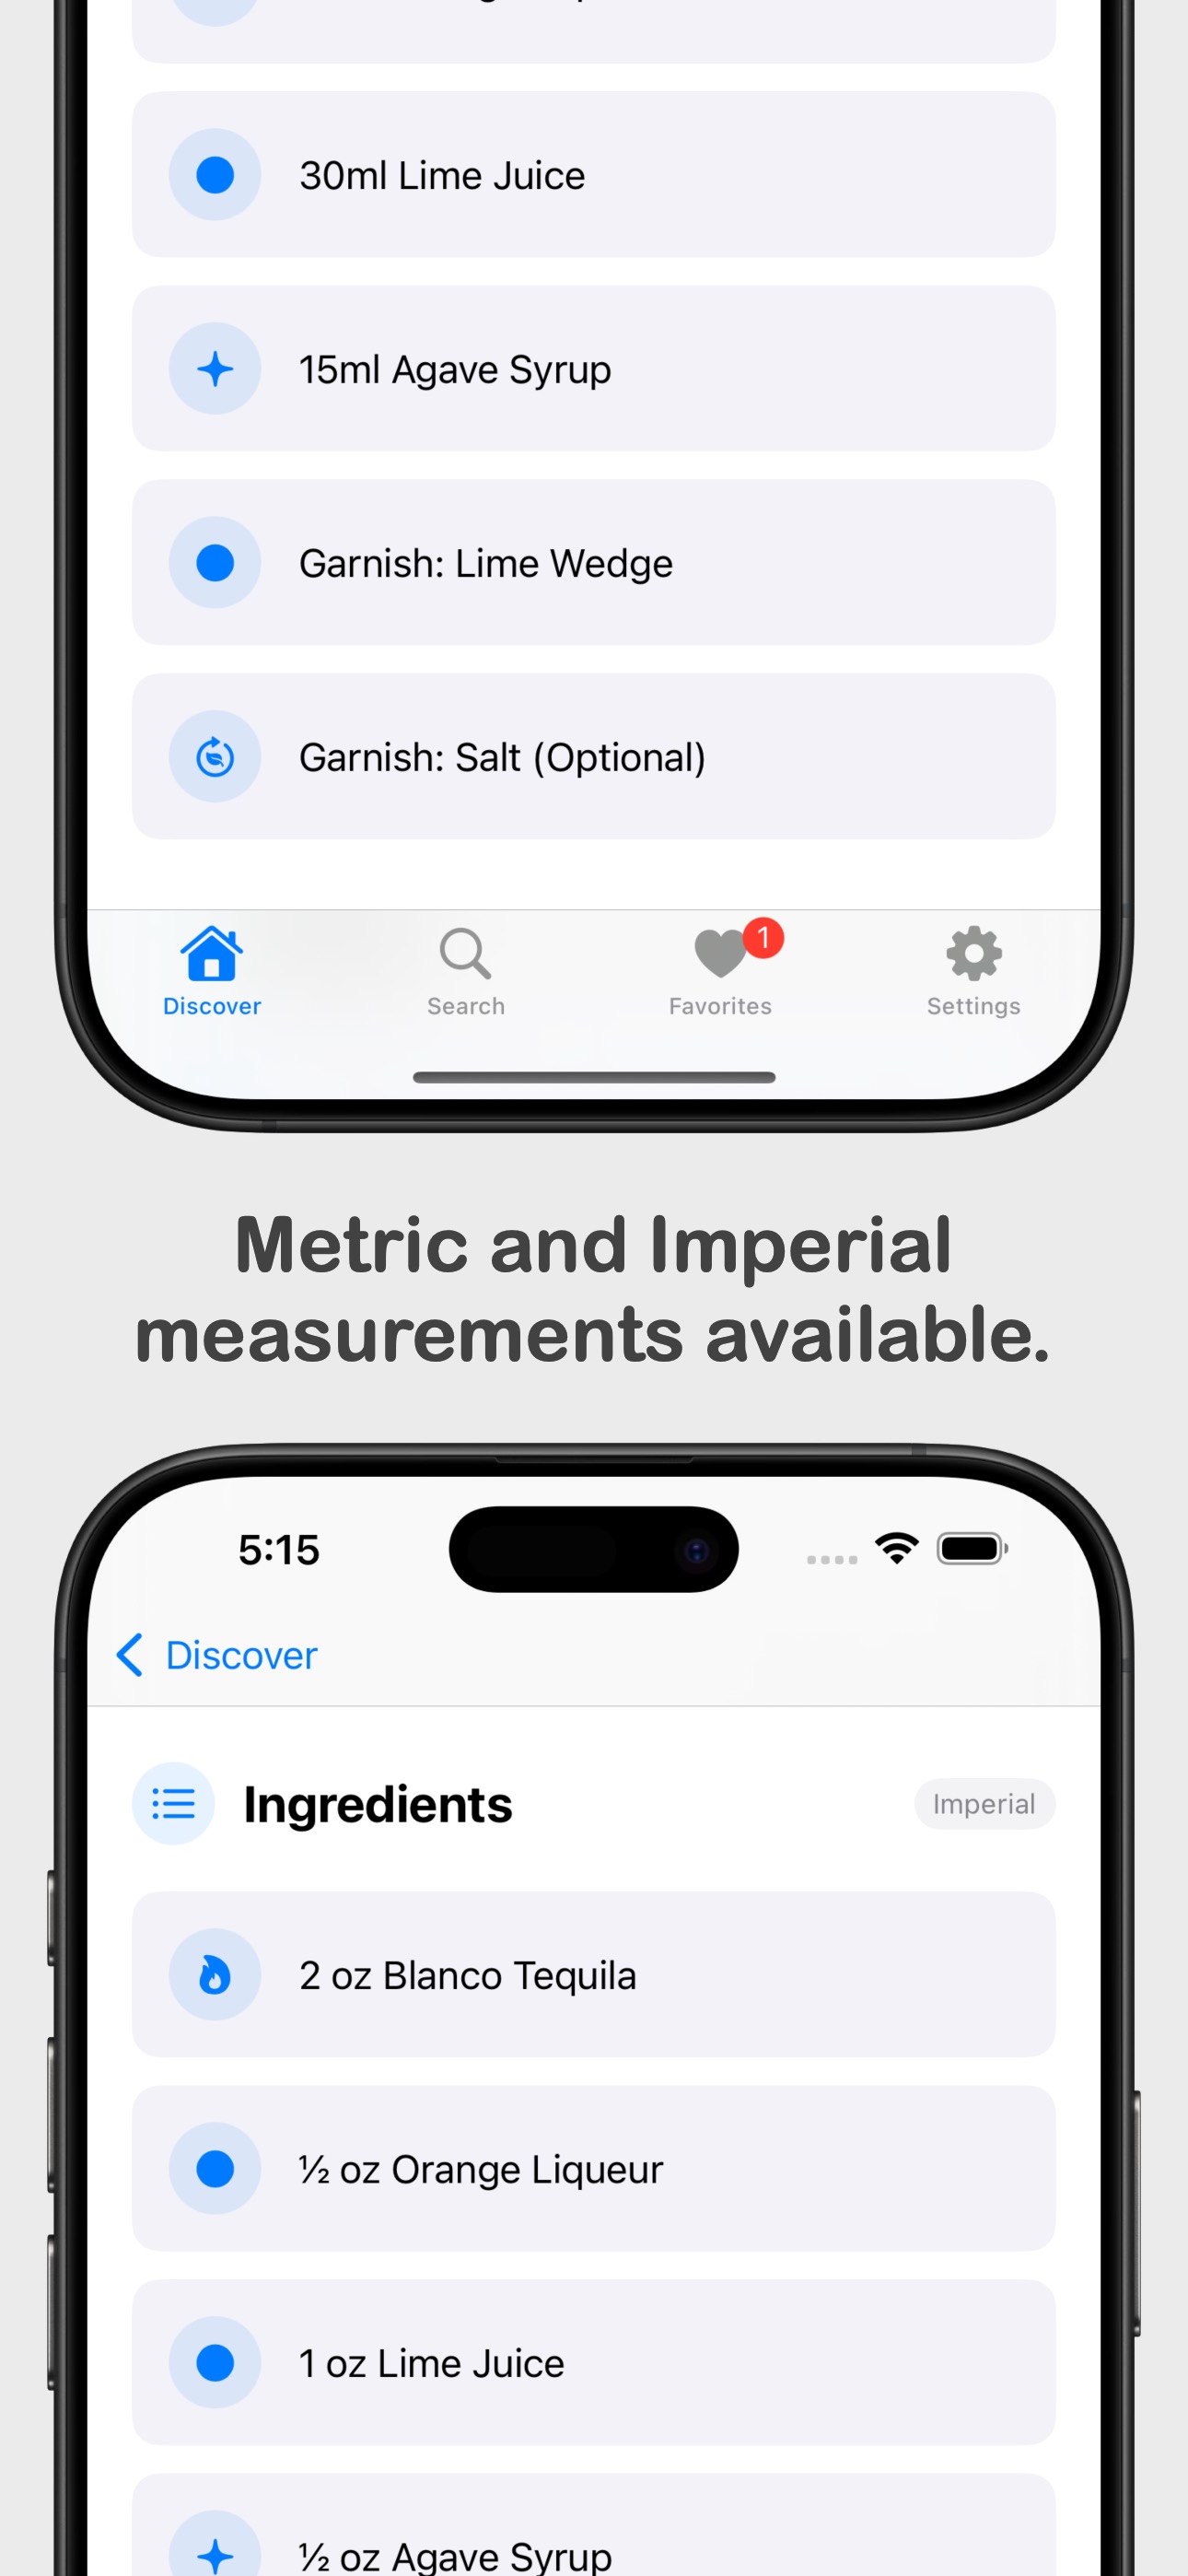 30ml Lime Juice
15ml Agave Syrup
Garnish: Lime Wedge
Garnish: Salt (Optional)
1
Discover
Search
Favorites
Settings
Metric and Imperial
measurements available.
5:15
Discover
Ingredients
Imperial
2 oz Blanco Tequila
½ oz Orange Liqueur
1 oz Lime Juice
½ oz Agave Syrup